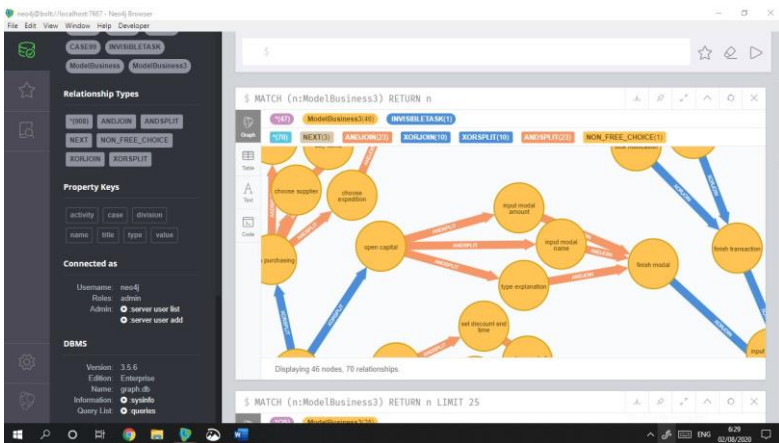 neo4j@bolt://localhost:7687 - Neo4j Browser
File Edit View Window Help Developer
CASE99 INVISIBLETASK
ModelBusiness ModelBusiness3
Relationship Types
*(908) ANDJOIN ANDSPLIT
NEXT NON_FREE_CHOICE
XORJOIN XORSPLIT
Property Keys
activity case division
name title type value
Connected as
Username: neo4j
Roles: admin
Admin: :server user list
:server user add
DBMS
Version: 3.5.6
Edition: Enterprise
Name: graph.db
Information: :sysinfo
Query List: :queries
$
$ MATCH (n:ModelBusiness3) RETURN n
Graph
Table
Text
Code
*(47) ModelBusiness3(46) INVISIBLETASK(1)
*(70) NEXT(3) ANDJOIN(23) XORJOIN(10) XORSPLIT(10) ANDSPLIT(23) NON_FREE_CHOICE(1)
choose supplier
choose expedition
purchasing
open capital
input modal amount
input modal name
type explanation
finish modal
finish transaction
set discount end time
input
ANDSPLIT
ANDSPLIT
ANDSPLIT
ANDJOIN
ANDJOIN
XORSPLIT
XORSPLIT
XORJOIN
XORJOIN
Displaying 46 nodes, 70 relationships.
$ MATCH (n:ModelBusiness3) RETURN n LIMIT 25
ENG
6:29
02/08/2020